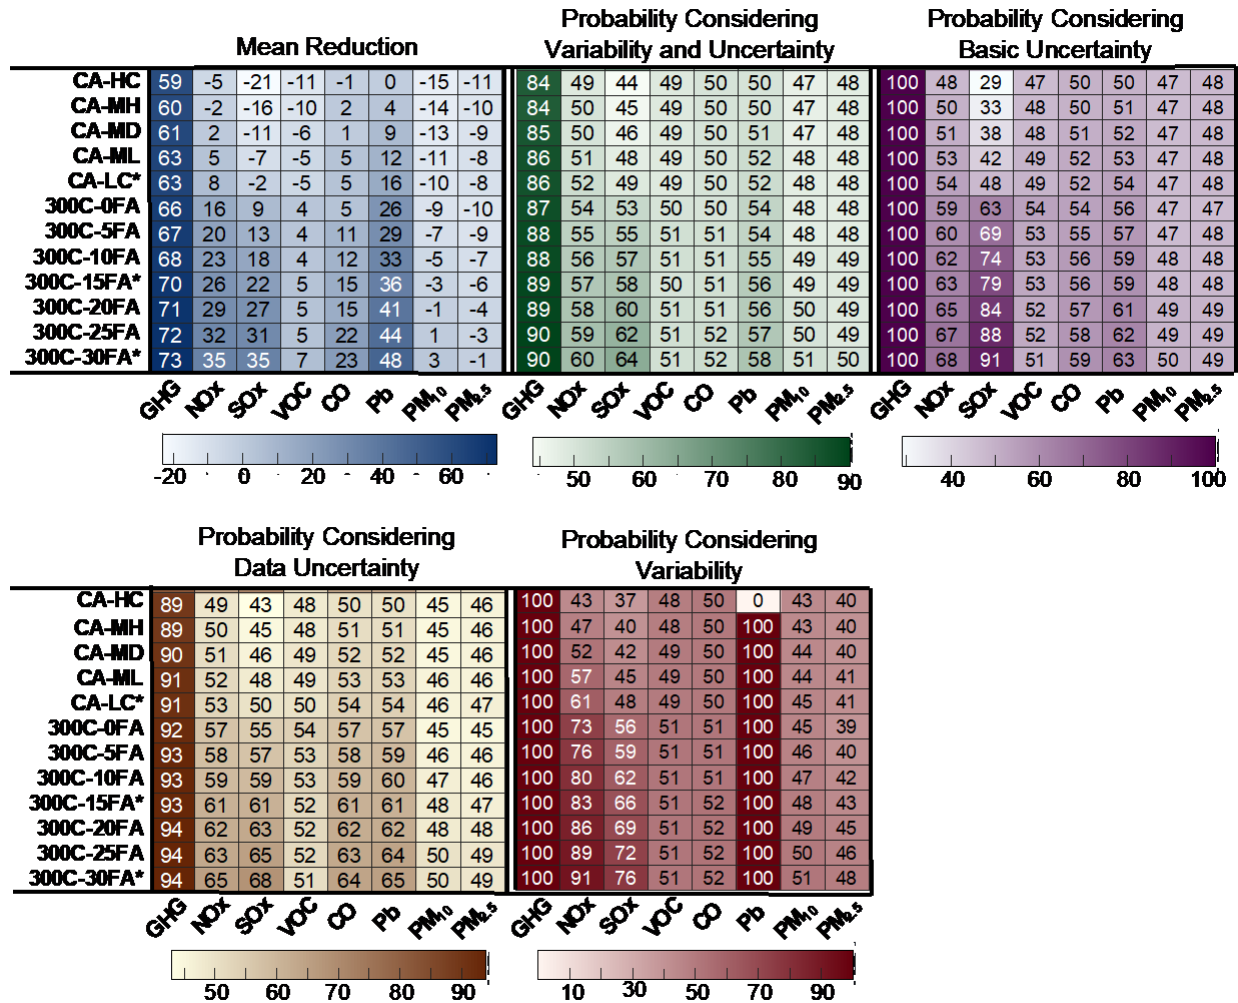 Mean Reduction
Probability Considering
Variability and Uncertainty
Probability Considering
Basic Uncertainty
CA-HC 59 -5 -21 -11 -1 0 -15 -11 84 49 44 49 50 50 47 48 100 48 29 47 50 50 47 48
CA-MH 60 -2 -16 -10 2 4 -14 -10 84 50 45 49 50 50 47 48 100 50 33 48 50 51 47 48
CA-MD 61 2 -11 -6 1 9 -13 -9 85 50 46 49 50 51 47 48 100 51 38 48 51 52 47 48
CA-ML 63 5 -7 -5 5 12 -11 -8 86 51 48 49 50 52 48 48 100 53 42 49 52 53 47 48
CA-LC* 63 8 -2 -5 5 16 -10 -8 86 52 49 49 50 52 48 48 100 54 48 49 52 54 47 48
300C-0FA 66 16 9 4 5 26 -9 -10 87 54 53 50 50 54 48 48 100 59 63 54 54 56 47 47
300C-5FA 67 20 13 4 11 29 -7 -9 88 55 55 51 51 54 48 48 100 60 69 53 55 57 47 48
300C-10FA 68 23 18 4 12 33 -5 -7 88 56 57 51 51 55 49 49 100 62 74 53 56 59 48 48
300C-15FA* 70 26 22 5 15 36 -3 -6 89 57 58 50 51 56 49 49 100 63 79 53 56 59 48 48
300C-20FA 71 29 27 5 15 41 -1 -4 89 58 60 51 51 56 50 49 100 65 84 52 57 61 49 49
300C-25FA 72 32 31 5 22 44 1 -3 90 59 62 51 52 57 50 49 100 67 88 52 58 62 49 49
300C-30FA* 73 35 35 7 23 48 3 -1 90 60 64 51 52 58 51 50 100 68 91 51 59 63 50 49
GHG NOx SOx VOC CO Pb PM₁₀ PM₂.₅ GHG NOx SOx VOC CO Pb PM₁₀ PM₂.₅ GHG NOx SOx VOC CO Pb PM₁₀ PM₂.₅
-20 0 20 40 60 50 60 70 80 90 40 60 80 100
Probability Considering
Data Uncertainty
Probability Considering
Variability
CA-HC 89 49 43 48 50 50 45 46 100 43 37 48 50 0 43 40
CA-MH 89 50 45 48 51 51 45 46 100 47 40 48 50 100 43 40
CA-MD 90 51 46 49 52 52 45 46 100 52 42 49 50 100 44 40
CA-ML 91 52 48 49 53 53 46 46 100 57 45 49 50 100 44 41
CA-LC* 91 53 50 50 54 54 46 47 100 61 48 49 50 100 45 41
300C-0FA 92 57 55 54 57 57 45 45 100 73 56 51 51 100 45 39
300C-5FA 93 58 57 53 58 59 46 46 100 76 59 51 51 100 46 40
300C-10FA 93 59 59 53 59 60 47 46 100 80 62 51 51 100 47 42
300C-15FA* 93 61 61 52 61 61 48 47 100 83 66 51 52 100 48 43
300C-20FA 94 62 63 52 62 62 48 48 100 86 69 51 52 100 49 45
300C-25FA 94 63 65 52 63 64 50 49 100 89 72 51 52 100 50 46
300C-30FA* 94 65 68 51 64 65 50 49 100 91 76 51 52 100 51 48
GHG NOx SOx VOC CO Pb PM₁₀ PM₂.₅ GHG NOx SOx VOC CO Pb PM₁₀ PM₂.₅
50 60 70 80 90 10 30 50 70 90